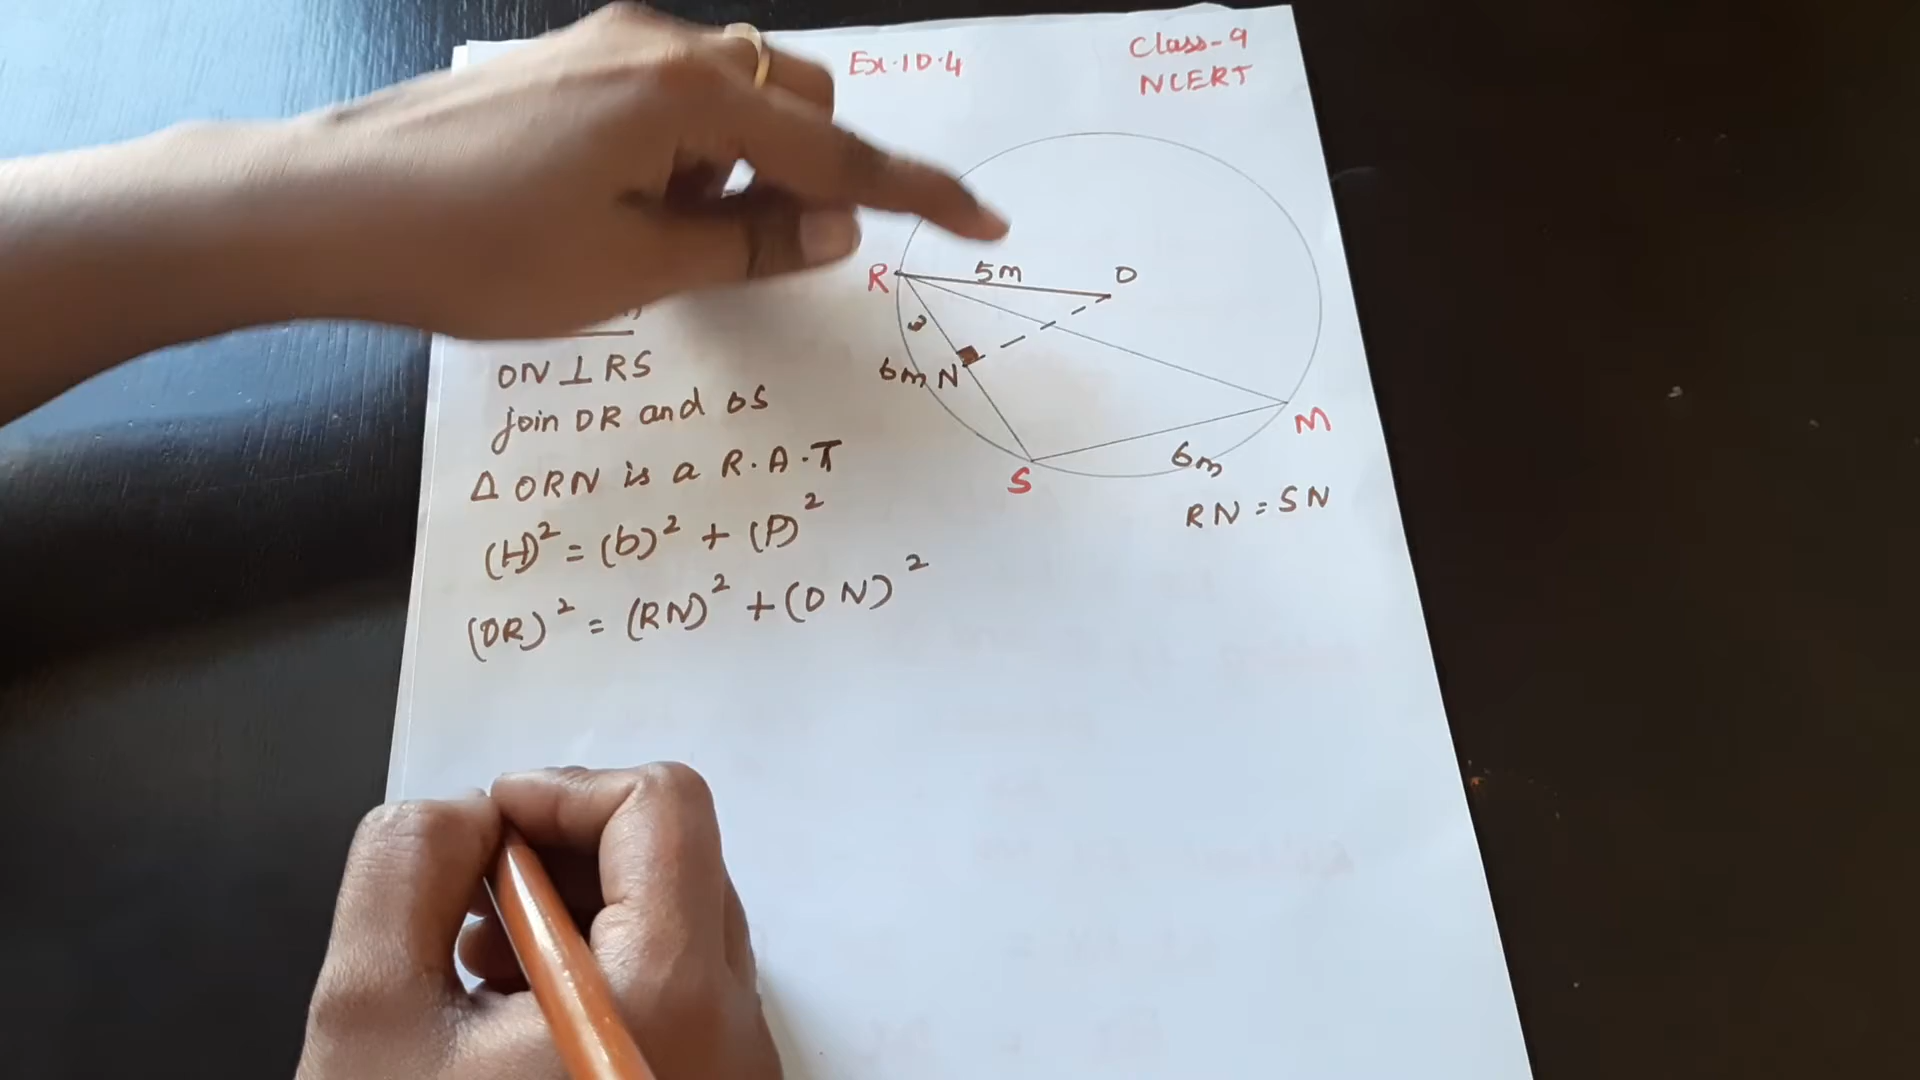 Ex.10.4
Class-9
NCERT
R
5m
O
3
6m
N
S
M
6m
RN = SN
ON ⊥ RS
join OR and OS
Δ ORN is a R.A.T
(H)² = (b)² + (P)²
(OR)² = (RN)² + (ON)²